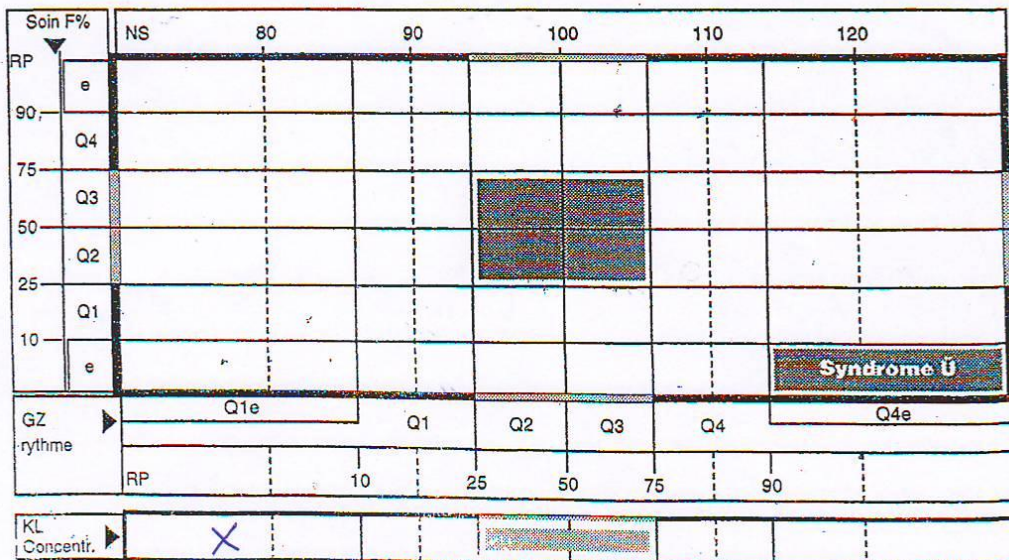 Soin F%
NS 80 90 100 110 120
RP
e
90
Q4
75
Q3
50
Q2
25
Q1
10
e
Syndrome Ü
GZ
rythme
Q1e Q1 Q2 Q3 Q4 Q4e
RP 10 25 50 75 90
KL
Concentr.
X